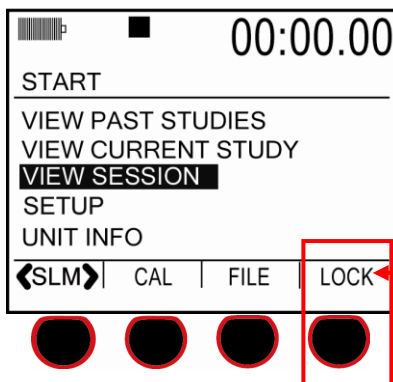 00:00.00
START
VIEW PAST STUDIES
VIEW CURRENT STUDY
VIEW SESSION
SETUP
UNIT INFO
❮SLM❯ CAL FILE LOCK